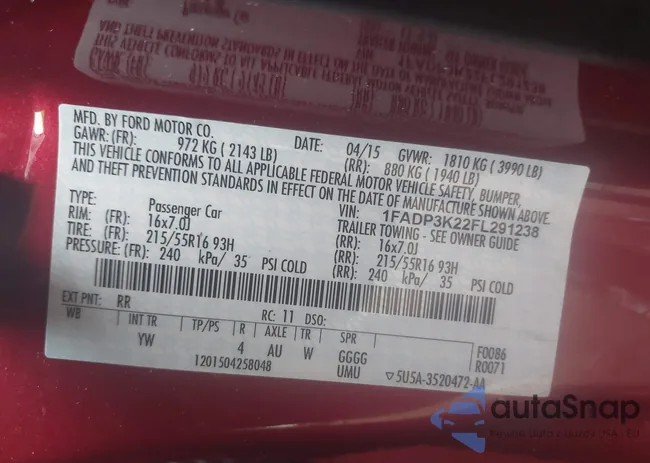 MFD. BY FORD MOTOR CO.
DATE: 04/15 GVWR: 1810 KG ( 3990 LB)
GAWR: (FR): 972 KG ( 2143 LB) (RR): 880 KG ( 1940 LB)
THIS VEHICLE CONFORMS TO ALL APPLICABLE FEDERAL MOTOR VEHICLE SAFETY, BUMPER,
AND THEFT PREVENTION STANDARDS IN EFFECT ON THE DATE OF MANUFACTURE SHOWN ABOVE.
VIN: 1FADP3K22FL291238
TYPE: Passenger Car TRAILER TOWING - SEE OWNER GUIDE
RIM: (FR): 16x7.0J (RR): 16x7.0J
TIRE: (FR): 215/55R16 93H (RR): 215/55R16 93H
PRESSURE: (FR): 240 kPa/ 35 PSI COLD (RR): 240 kPa/ 35 PSI COLD
EXT PNT: RR RC: 11 DSO:
WB INT TR TP/PS R AXLE TR SPR F0086
YW 4 AU W GGGG R0071
1201504258048 UMU ▽5U5A-3520472-AA
autoSnap